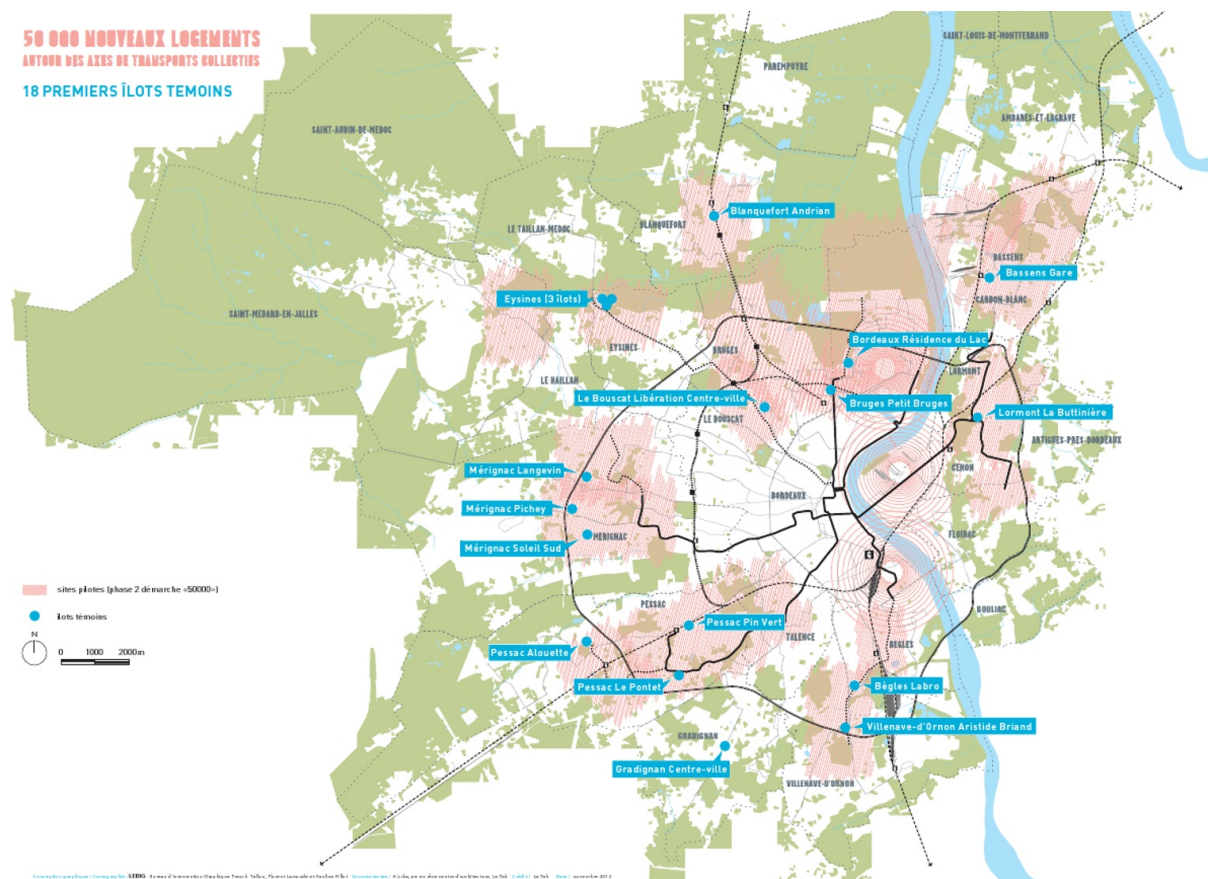 50 000 NOUVEAUX LOGEMENTS
AUTOUR DES AXES DE TRANSPORTS COLLECTIFS
18 PREMIERS ÎLOTS TEMOINS
SAINT-LOUIS-DE-MONTFERRAND
PAREMPUYRE
AMBARES-ET-LAGRAVE
SAINT-AUBIN-DE-MEDOC
Blanquefort Andrian
BLANQUEFORT
LE TAILLAN-MEDOC
BASSENS
Bassens Gare
Eysines (3 îlots)
CARBON-BLANC
SAINT-MEDARD-EN-JALLES
Bordeaux Résidence du Lac
EYSINES
BRUGES
LORMONT
LE HAILLAN
Le Bouscat Libération Centre-ville
Bruges Petit Bruges
LE BOUSCAT
Lormont La Buttinière
ARTIGUES-PRES-BORDEAUX
Mérignac Langevin
CENON
BORDEAUX
Mérignac Pichey
MERIGNAC
FLOIRAC
Mérignac Soleil Sud
sites pilotes (phase 2 démarche «50000»)
PESSAC
BOULIAC
îlots témoins
Pessac Pin Vert
TALENCE
N
BEGLES
0 1000 2000m
Pessac Alouette
Pessac Le Pontet
Bègles Labro
Villenave-d'Ornon Aristide Briand
GRADIGNAN
Gradignan Centre-ville
VILLENAVE-D'ORNON